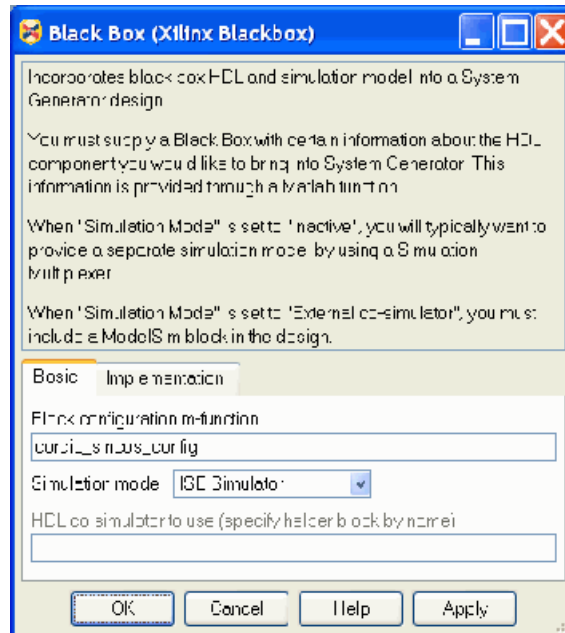 Black Box (Xilinx Blackbox)
Incorporates black box HDL and simulation model into a System
Generator design.
You must supply a Black Box with certain information about the HDL
component you would like to bring into System Generator. This
information is provided through a Matlab function.
When "Simulation Mode" is set to "Inactive", you will typically want to
provide a separate simulation model by using a Simulation
Multiplexer.
When "Simulation Mode" is set to "External co-simulator", you must
include a ModelSim block in the design.
Basic Implementation
Block configuration m-function
cordic_sincos_config
Simulation mode ISE Simulator
HDL co-simulator to use (specify helper block by name)
OK Cancel Help Apply